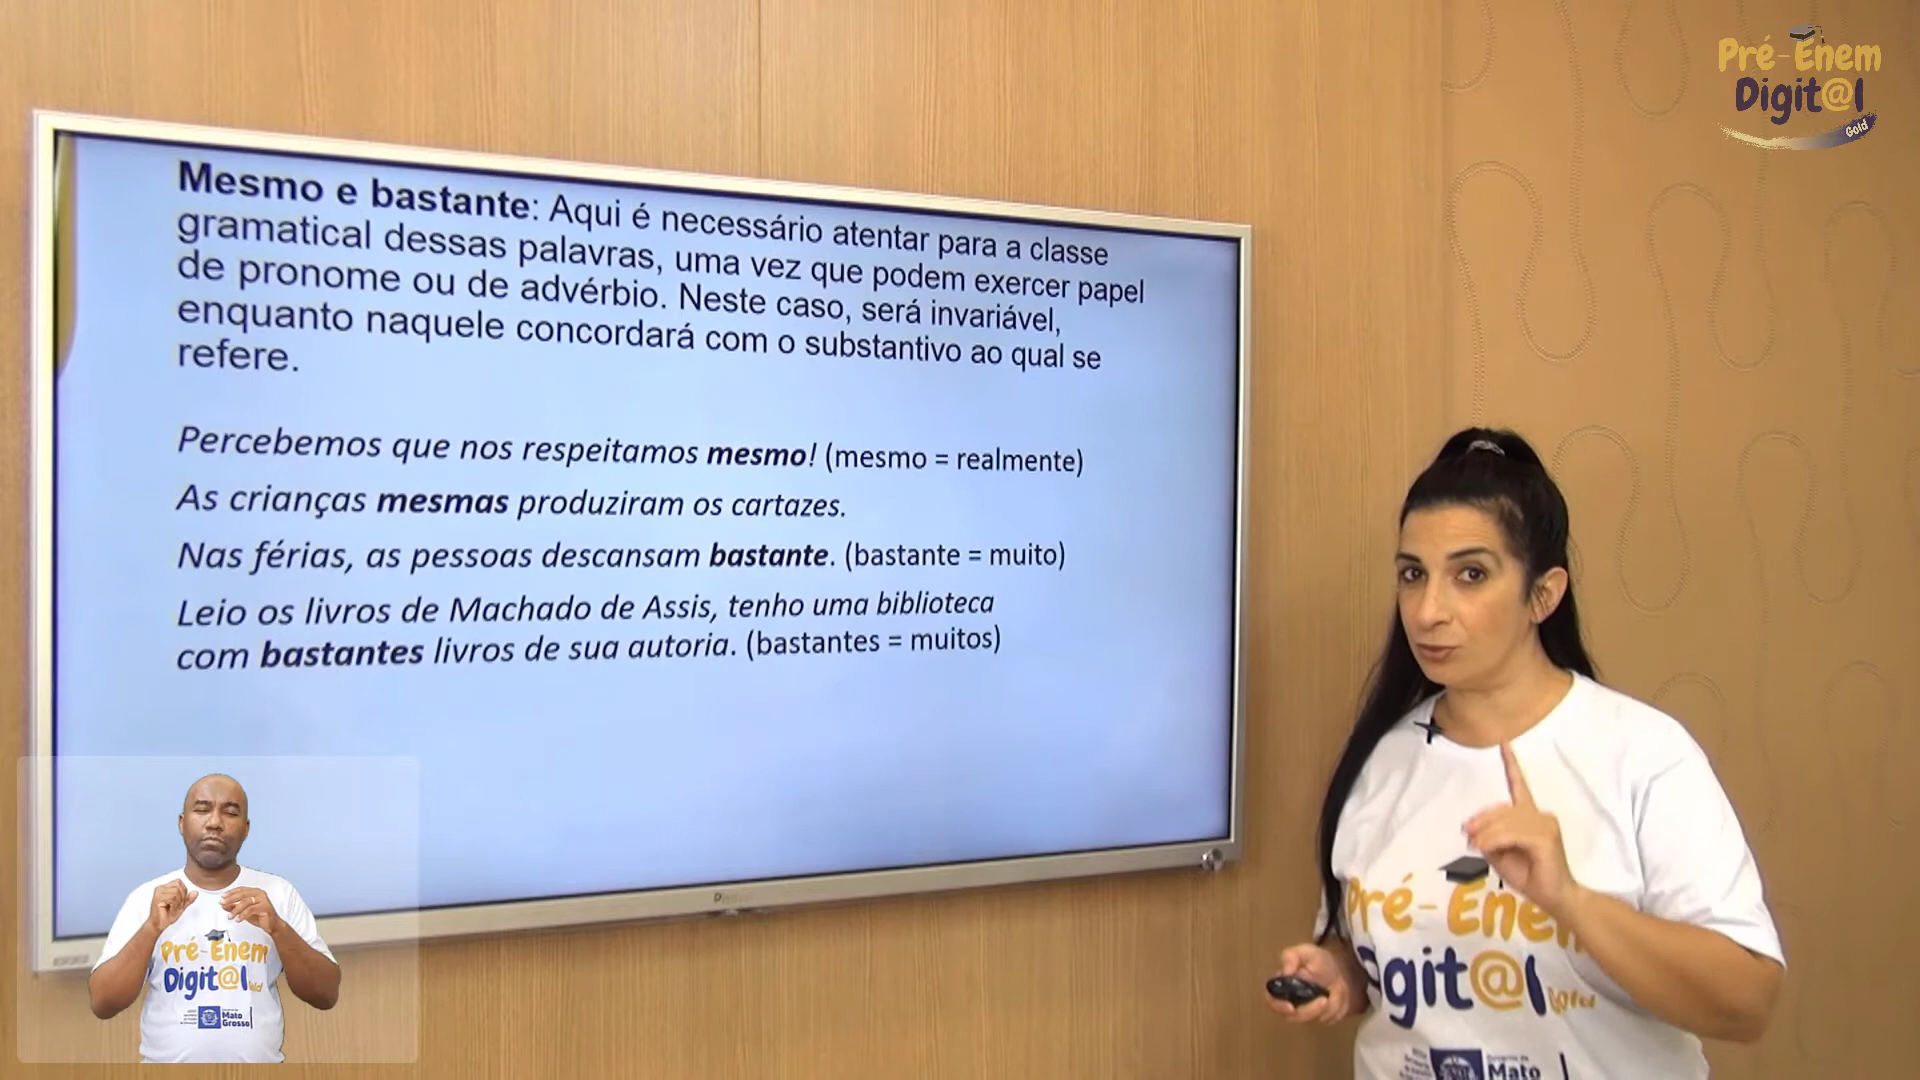 Pré-Enem
Digit@l
Gold
Mesmo e bastante: Aqui é necessário atentar para a classe
gramatical dessas palavras, uma vez que podem exercer papel
de pronome ou de advérbio. Neste caso, será invariável,
enquanto naquele concordará com o substantivo ao qual se
refere.
Percebemos que nos respeitamos mesmo! (mesmo = realmente)
As crianças mesmas produziram os cartazes.
Nas férias, as pessoas descansam bastante. (bastante = muito)
Leio os livros de Machado de Assis, tenho uma biblioteca
com bastantes livros de sua autoria. (bastantes = muitos)
Pré-Enem
Digit@l
Gold
Mato
Grosso
Pré-Enem
Digit@l
Gold
Mato